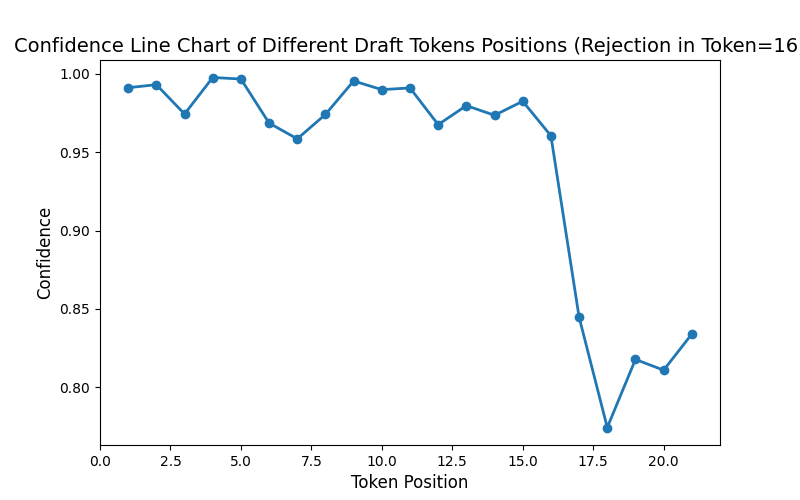 Confidence Line Chart of Different Draft Tokens Positions (Rejection in Token=16
1.00
0.95
0.90
0.85
0.80
Confidence
0.0 2.5 5.0 7.5 10.0 12.5 15.0 17.5 20.0
Token Position